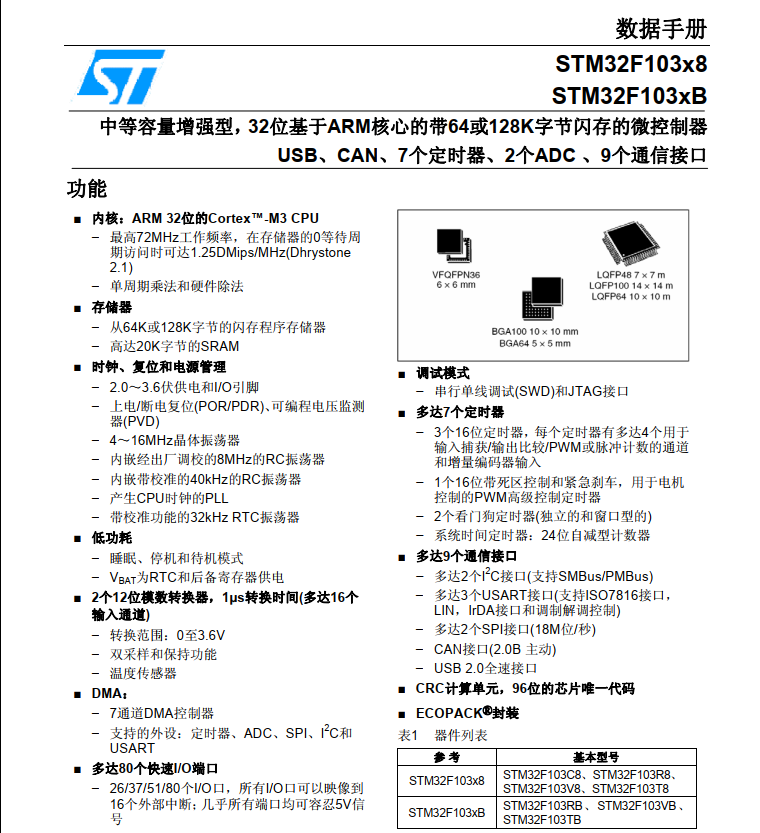 数据手册
STM32F103x8
STM32F103xB
中等容量增强型，32位基于ARM核心的带64或128K字节闪存的微控制器
USB、CAN、7个定时器、2个ADC 、9个通信接口
功能
■ 内核：ARM 32位的Cortex™-M3 CPU
− 最高72MHz工作频率，在存储器的0等待周
期访问时可达1.25DMips/MHz(Dhrystone
2.1)
− 单周期乘法和硬件除法
■ 存储器
− 从64K或128K字节的闪存程序存储器
− 高达20K字节的SRAM
■ 时钟、复位和电源管理
− 2.0～3.6伏供电和I/O引脚
− 上电/断电复位(POR/PDR)、可编程电压监测
器(PVD)
− 4～16MHz晶体振荡器
− 内嵌经出厂调校的8MHz的RC振荡器
− 内嵌带校准的40kHz的RC振荡器
− 产生CPU时钟的PLL
− 带校准功能的32kHz RTC振荡器
■ 低功耗
− 睡眠、停机和待机模式
− VBAT为RTC和后备寄存器供电
■ 2个12位模数转换器，1μs转换时间(多达16个
输入通道)
− 转换范围：0至3.6V
− 双采样和保持功能
− 温度传感器
■ DMA：
− 7通道DMA控制器
− 支持的外设：定时器、ADC、SPI、I2C和
USART
■ 多达80个快速I/O端口
− 26/37/51/80个I/O口，所有I/O口可以映像到
16个外部中断；几乎所有端口均可容忍5V信
号
VFQFPN36
6 × 6 mm
LQFP48 7 × 7 m
LQFP100 14 × 14 m
LQFP64 10 × 10 m
BGA100 10 × 10 mm
BGA64 5 × 5 mm
■ 调试模式
− 串行单线调试(SWD)和JTAG接口
■ 多达7个定时器
− 3个16位定时器，每个定时器有多达4个用于
输入捕获/输出比较/PWM或脉冲计数的通道
和增量编码器输入
− 1个16位带死区控制和紧急刹车，用于电机
控制的PWM高级控制定时器
− 2个看门狗定时器(独立的和窗口型的)
− 系统时间定时器：24位自减型计数器
■ 多达9个通信接口
− 多达2个I2C接口(支持SMBus/PMBus)
− 多达3个USART接口(支持ISO7816接口，
LIN，IrDA接口和调制解调控制)
− 多达2个SPI接口(18M位/秒)
− CAN接口(2.0B 主动)
− USB 2.0全速接口
■ CRC计算单元，96位的芯片唯一代码
■ ECOPACK®封装
表1 器件列表
参 考 基本型号
STM32F103x8 STM32F103C8、STM32F103R8、
STM32F103V8、STM32F103T8
STM32F103xB STM32F103RB、STM32F103VB、
STM32F103TB